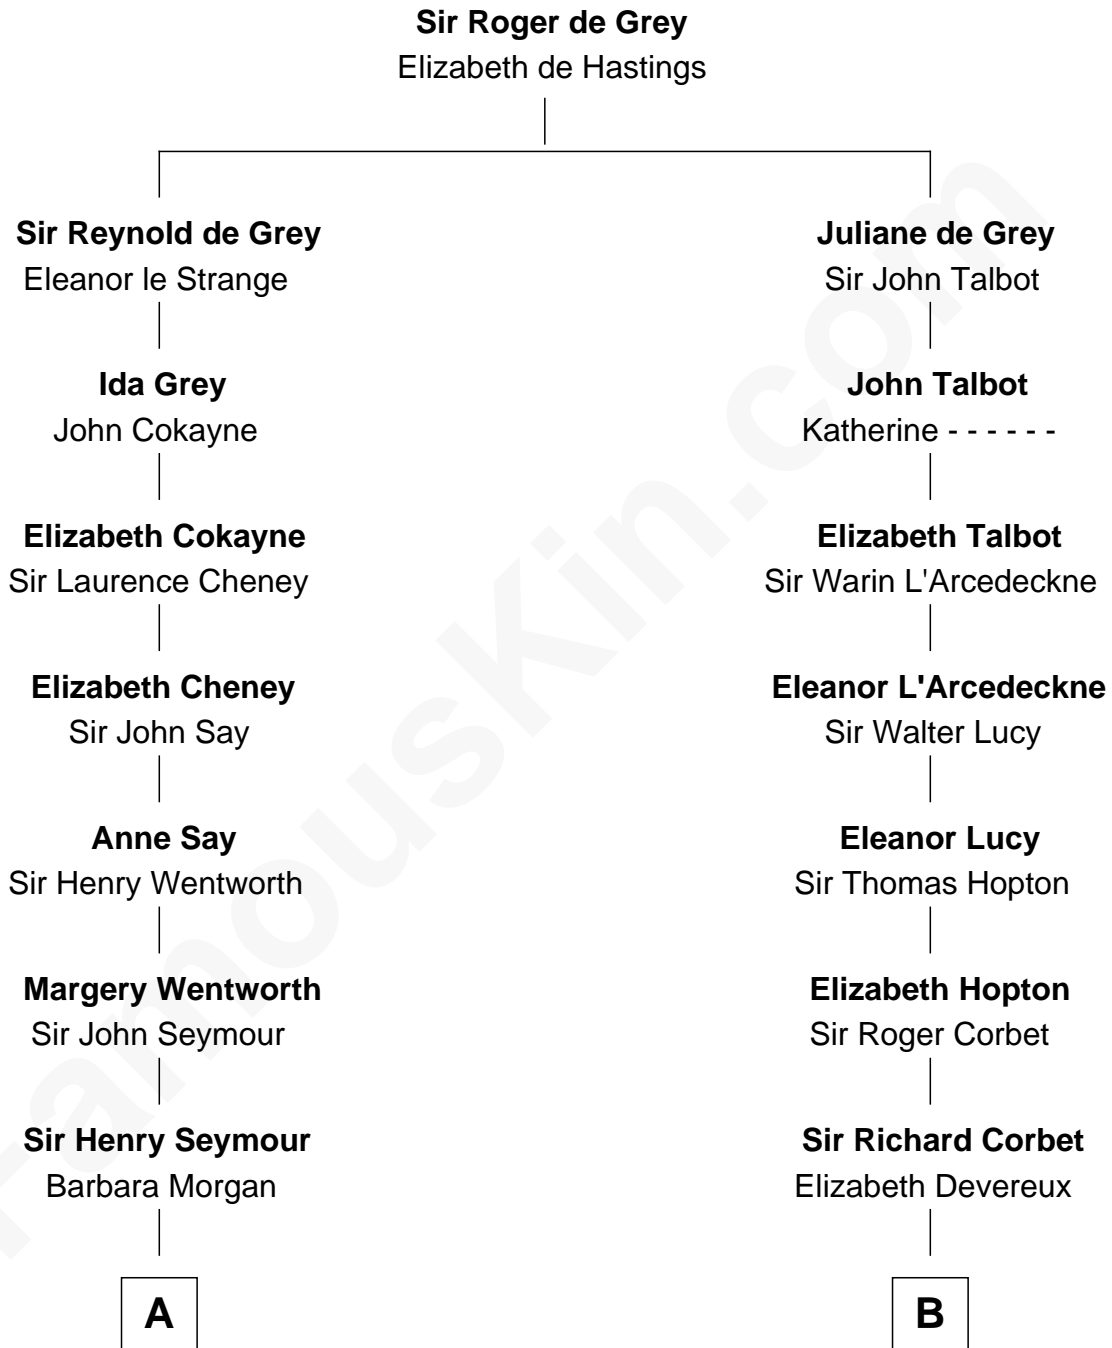 Sir Roger de Grey
Elizabeth de Hastings
Sir Reynold de Grey
Eleanor le Strange
Juliane de Grey
Sir John Talbot
Ida Grey
John Cokayne
John Talbot
Katherine - - - - - -
Elizabeth Cokayne
Sir Laurence Cheney
Elizabeth Talbot
Sir Warin L'Arcedeckne
Elizabeth Cheney
Sir John Say
Eleanor L'Arcedeckne
Sir Walter Lucy
Anne Say
Sir Henry Wentworth
Eleanor Lucy
Sir Thomas Hopton
Margery Wentworth
Sir John Seymour
Elizabeth Hopton
Sir Roger Corbet
Sir Henry Seymour
Barbara Morgan
Sir Richard Corbet
Elizabeth Devereux
A
B
FamousKin.com